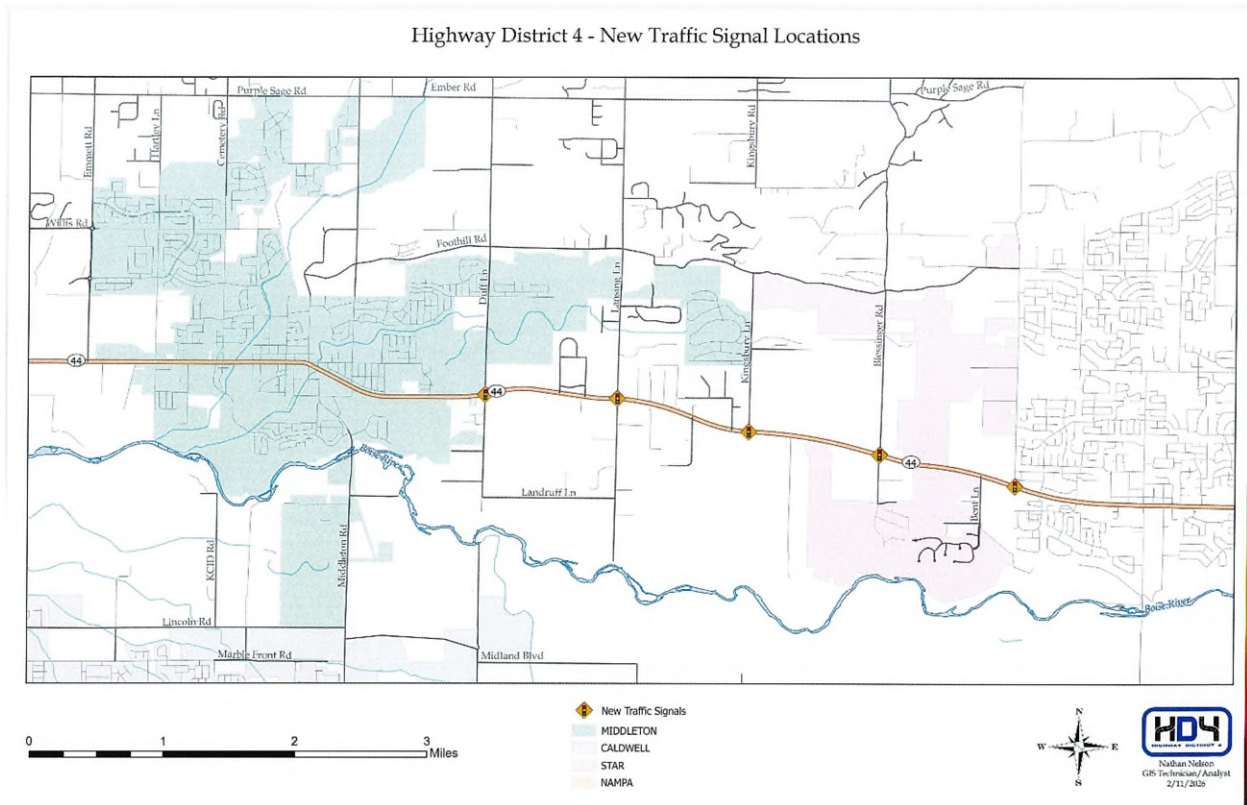 Highway District 4 - New Traffic Signal Locations
Purple Sage Rd
Ember Rd
Purple Sage Rd
Emmett Rd
Hartley Ln
Cemetery Rd
Kingsbury Rd
Willis Rd
Foothill Rd
Duff Ln
Lansing Ln
Kingsbury Ln
Blessinger Rd
44
44
44
Boise River
Landruff Ln
Bent Ln
KCID Rd
Middleton Rd
Boise River
Lincoln Rd
Marble Front Rd
Midland Blvd
New Traffic Signals
MIDDLETON
CALDWELL
STAR
NAMPA
0 1 2 3
Miles
N
W E
S
HD4
HIGHWAY DISTRICT 4
Nathan Nelson
GIS Technician/Analyst
2/11/2026